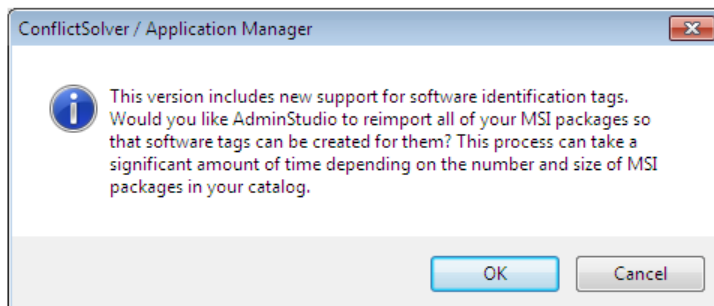 ConflictSolver / Application Manager
This version includes new support for software identification tags.
Would you like AdminStudio to reimport all of your MSI packages so
that software tags can be created for them? This process can take a
significant amount of time depending on the number and size of MSI
packages in your catalog.
OK
Cancel